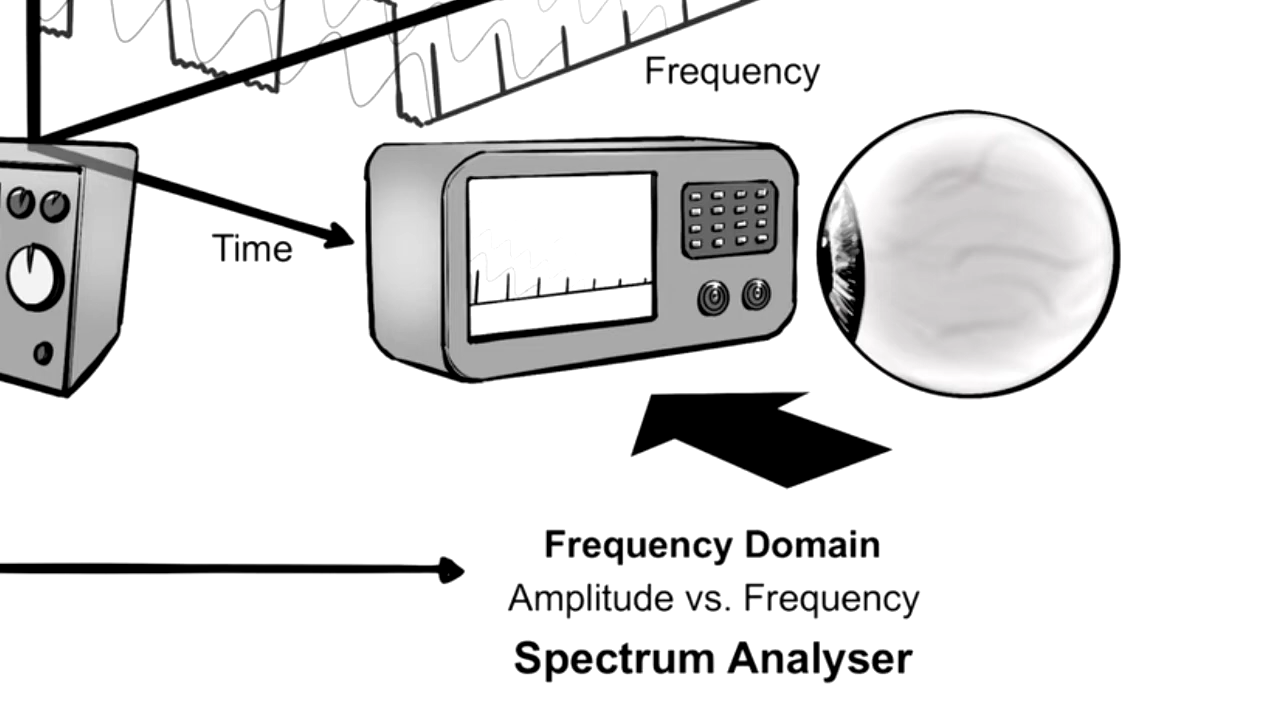 Frequency
Time
Frequency Domain
Amplitude vs. Frequency
Spectrum Analyser